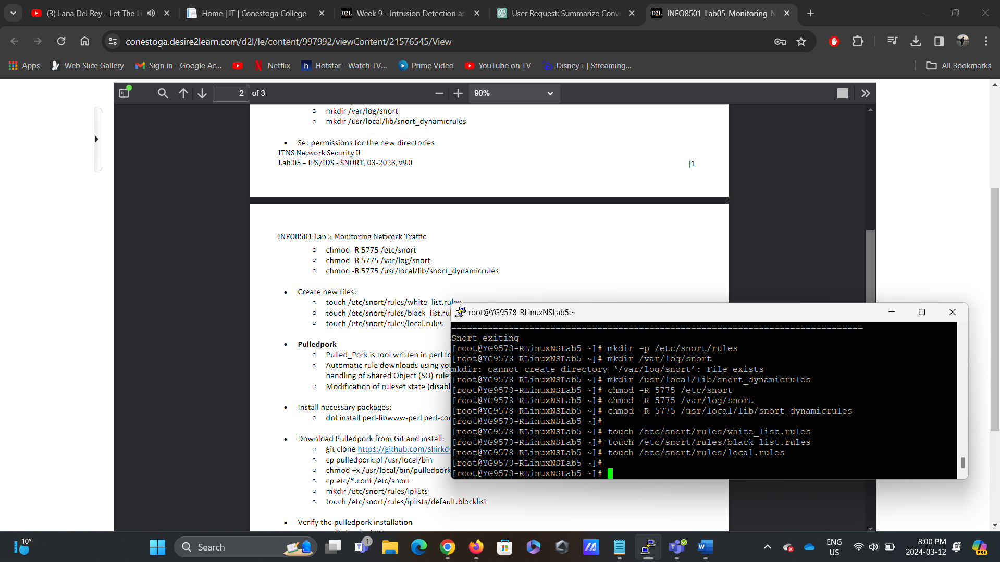 (3) Lana Del Rey - Let The Li
Home | IT | Conestoga College
D2L Week 9 - Intrusion Detection an
User Request: Summarize Conv
D2L INFO8501_Lab05_Monitoring_N
conestoga.desire2learn.com/d2l/le/content/997992/viewContent/21576545/View
Apps
Web Slice Gallery
Sign in - Google Ac...
Netflix
h Hotstar - Watch TV...
Prime Video
YouTube on TV
Disney+ | Streaming...
All Bookmarks
2 of 3
90%
○ mkdir /var/log/snort
○ mkdir /usr/local/lib/snort_dynamicrules
• Set permissions for the new directories
ITNS Network Security II
Lab 05 – IPS/IDS - SNORT, 03-2023, v9.0
|1
INFO8501 Lab 5 Monitoring Network Traffic
○ chmod -R 5775 /etc/snort
○ chmod -R 5775 /var/log/snort
○ chmod -R 5775 /usr/local/lib/snort_dynamicrules
• Create new files:
○ touch /etc/snort/rules/white_list.rules
○ touch /etc/snort/rules/black_list.rul
○ touch /etc/snort/rules/local.rules
• Pulledpork
○ Pulled_Pork is tool written in perl fo
○ Automatic rule downloads using you
handling of Shared Object (SO) rules
○ Modification of ruleset state (disabl
• Install necessary packages:
○ dnf install perl-libwww-perl perl-cor
• Download Pulledpork from Git and install:
○ git clone https://github.com/shirkdo
○ cp pulledpork.pl /usr/local/bin
○ chmod +x /usr/local/bin/pulledpork
○ cp etc/*.conf /etc/snort
○ mkdir /etc/snort/rules/iplists
○ touch /etc/snort/rules/iplists/default.blocklist
• Verify the pulledpork installation
root@YG9578-RLinuxNSLab5:~
===============================================================================
Snort exiting
[root@YG9578-RLinuxNSLab5 ~]# mkdir -p /etc/snort/rules
[root@YG9578-RLinuxNSLab5 ~]# mkdir /var/log/snort
mkdir: cannot create directory ‘/var/log/snort’: File exists
[root@YG9578-RLinuxNSLab5 ~]# mkdir /usr/local/lib/snort_dynamicrules
[root@YG9578-RLinuxNSLab5 ~]# chmod -R 5775 /etc/snort
[root@YG9578-RLinuxNSLab5 ~]# chmod -R 5775 /var/log/snort
[root@YG9578-RLinuxNSLab5 ~]# chmod -R 5775 /usr/local/lib/snort_dynamicrules
[root@YG9578-RLinuxNSLab5 ~]#
[root@YG9578-RLinuxNSLab5 ~]# touch /etc/snort/rules/white_list.rules
[root@YG9578-RLinuxNSLab5 ~]# touch /etc/snort/rules/black_list.rules
[root@YG9578-RLinuxNSLab5 ~]# touch /etc/snort/rules/local.rules
[root@YG9578-RLinuxNSLab5 ~]#
[root@YG9578-RLinuxNSLab5 ~]#
10°
Search
1
ENG
US
8:00 PM
2024-03-12
PRE